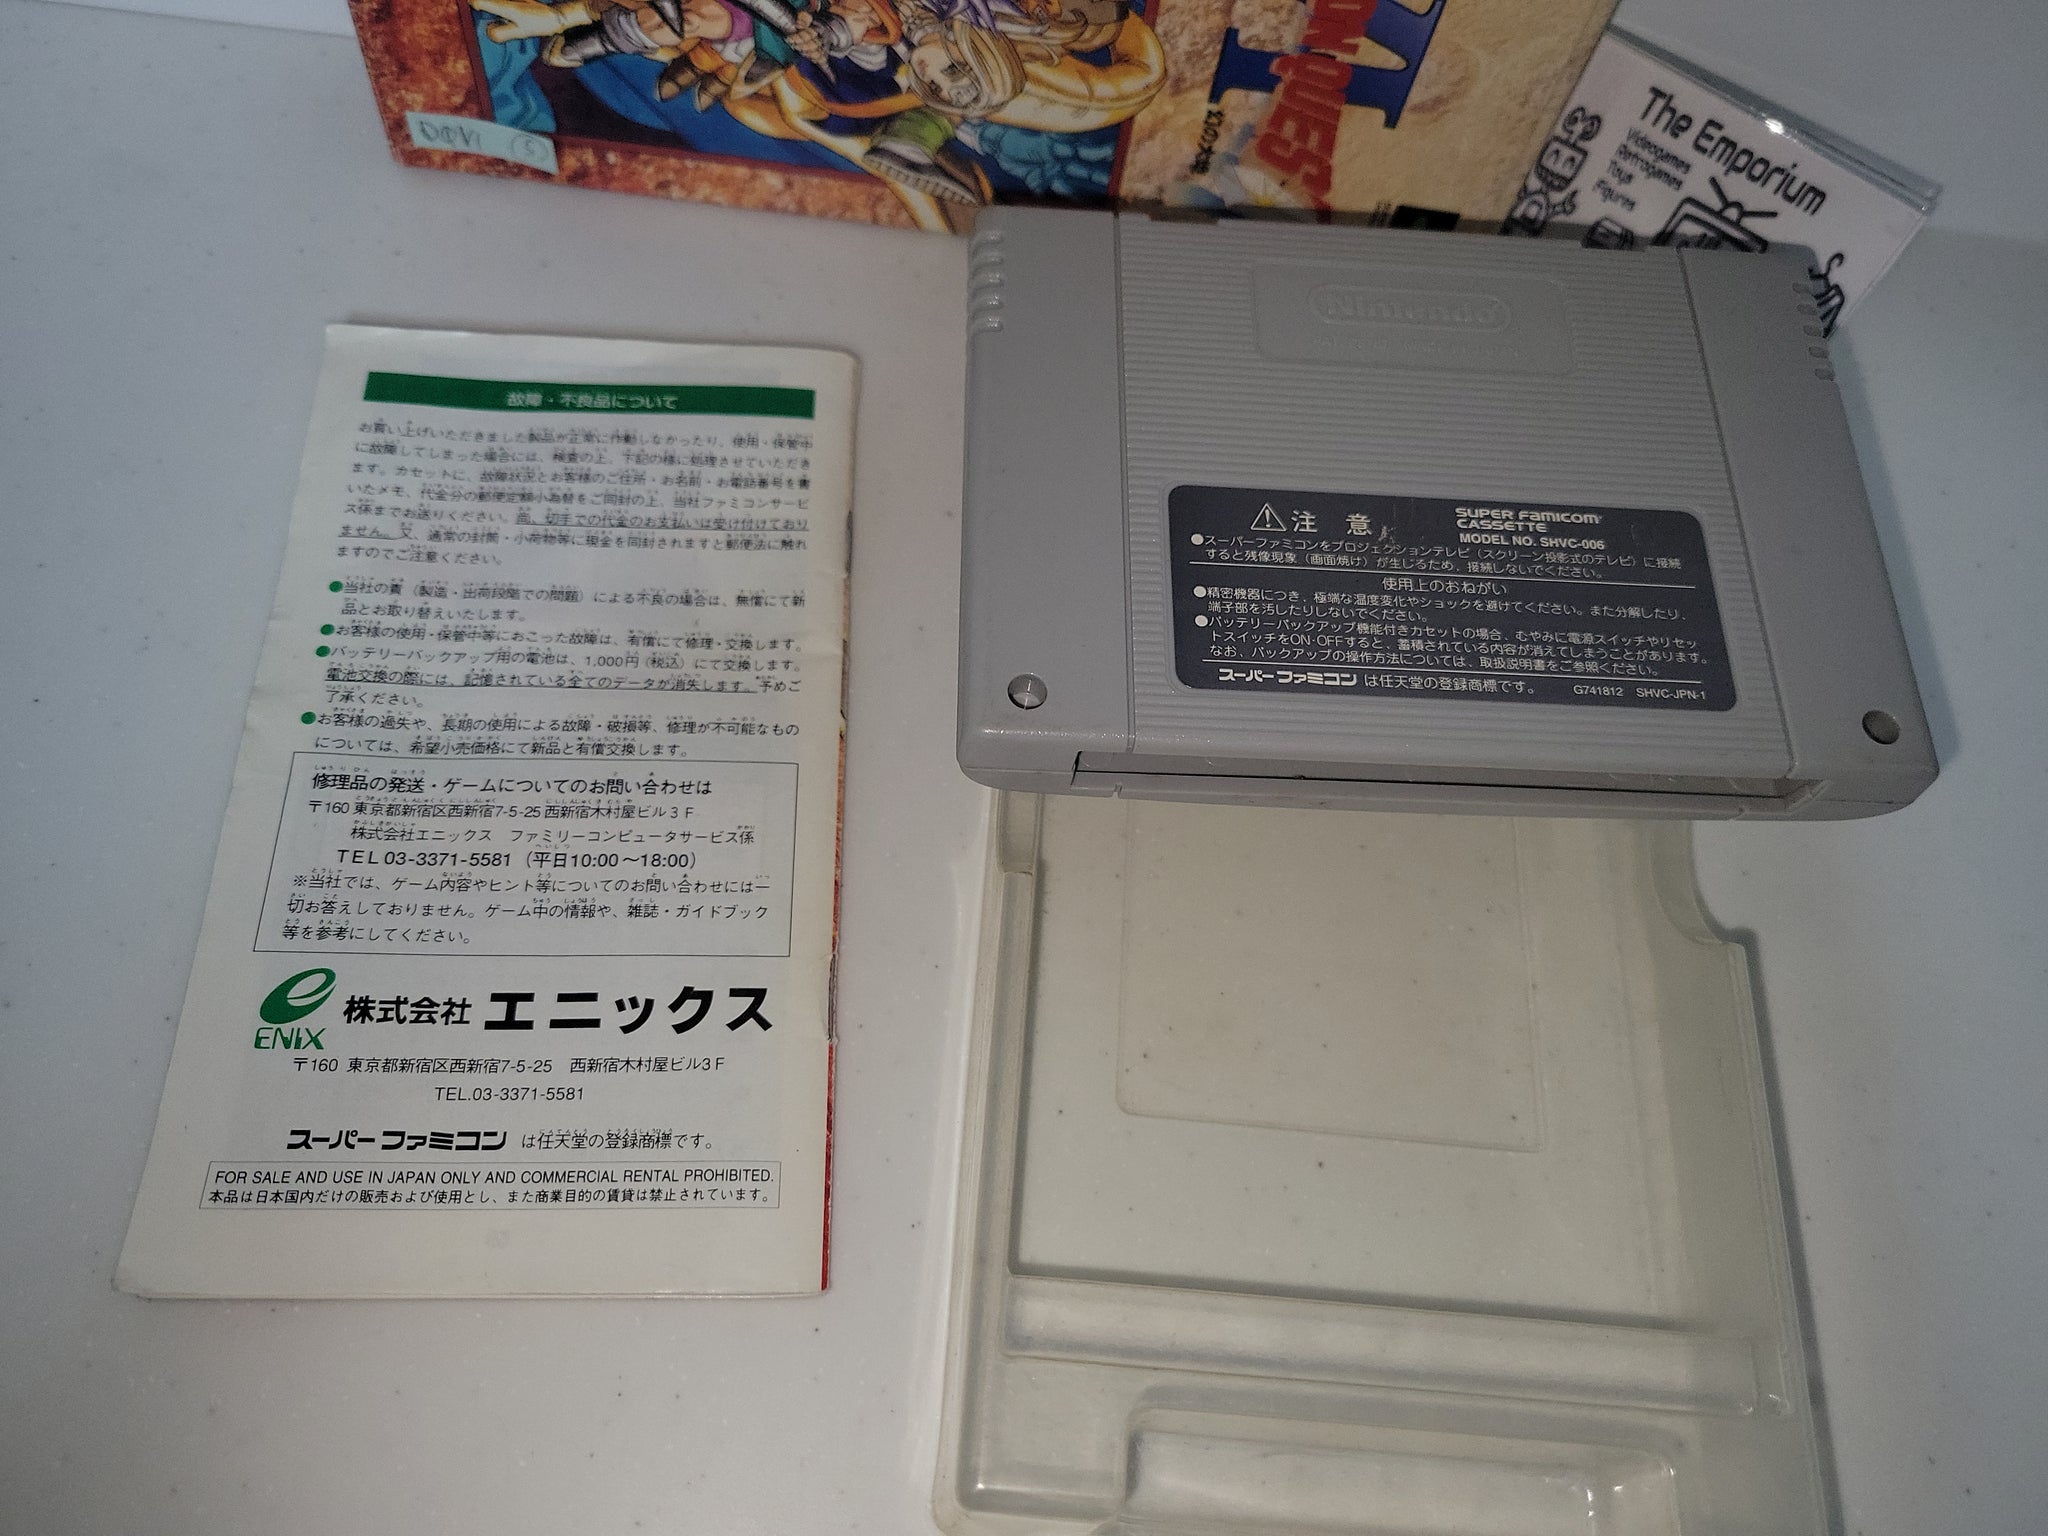 DQVI (S)
DRAGON QUEST
VI
幻の大地
The Emporium
Videogames
Retrogames
Toys
Figures
故障・不良品について
お買い上げいただきました製品が正常に作動しなかったり、使用・保管中
に故障してしまった場合には、検査の上、下記の様に処理させていただき
ます。カセットに、故障状況とお客様のご住所・お名前・お電話番号を書
いたメモ、代金分の郵便定額小為替をご同封の上、当社ファミコンサービ
ス係までお送りください。尚、切手での代金のお支払いは受け付けており
ません。又、通常の封筒・小荷物等に現金を同封されますと郵便法に触れ
ますのでご注意ください。
●当社の責（製造・出荷段階での問題）による不良の場合は、無償にて新
品とお取り替えいたします。
●お客様の使用・保管中等におこった故障は、有償にて修理・交換します。
●バッテリーバックアップ用の電池は、1,000円（税込）にて交換します。
電池交換の際には、記憶されている全てのデータが消失します。予めご
了承ください。
●お客様の過失や、長期の使用による故障・破損等、修理が不可能なもの
については、希望小売価格にて新品と有償交換します。
修理品の発送・ゲームについてのお問い合わせは
〒160 東京都新宿区西新宿7-5-25 西新宿木村屋ビル3F
株式会社エニックス ファミリーコンピュータサービス係
TEL 03-3371-5581（平日10:00～18:00）
※当社では、ゲーム内容やヒント等についてのお問い合わせには一
切お答えしておりません。ゲーム中の情報や、雑誌・ガイドブック
等を参考にしてください。
ENIX 株式会社 エニックス
〒160 東京都新宿区西新宿7-5-25 西新宿木村屋ビル3F
TEL.03-3371-5581
スーパーファミコン は任天堂の登録商標です。
FOR SALE AND USE IN JAPAN ONLY AND COMMERCIAL RENTAL PROHIBITED.
本品は日本国内だけの販売および使用とし、また商業目的の賃貸は禁止されています。
Nintendo
⚠注意
SUPER FAMICOM
CASSETTE
MODEL NO. SHVC-006
●スーパーファミコンをプロジェクションテレビ（スクリーン投影式のテレビ）に接続
すると残像現象（画面焼け）が生じるため、接続しないでください。
使用上のおねがい
●精密機器につき、極端な温度変化やショックを避けてください。また分解したり、
端子部を汚したりしないでください。
●バッテリーバックアップ機能付きカセットの場合、むやみに電源スイッチやリセッ
トスイッチをON・OFFすると、蓄積されている内容が消えてしまうことがあります。
なお、バックアップの操作方法については、取扱説明書をご参照ください。
スーパーファミコン は任天堂の登録商標です。
G741812 SHVC-JPN-1